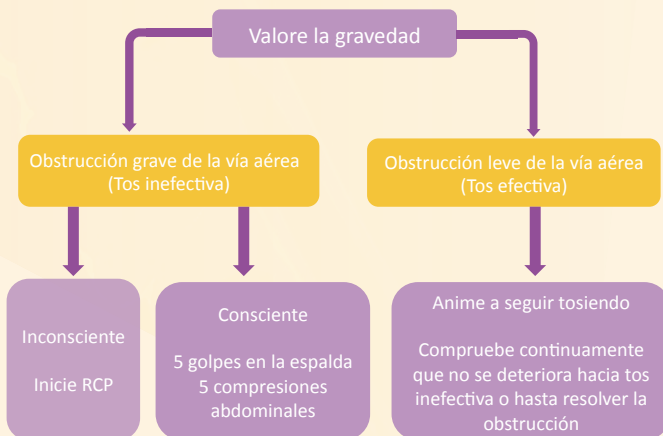 Valore la gravedad
Obstrucción grave de la vía aérea
(Tos inefectiva)
Obstrucción leve de la vía aérea
(Tos efectiva)
Inconsciente
Inicie RCP
Consciente
5 golpes en la espalda
5 compresiones
abdominales
Anime a seguir tosiendo
Compruebe continuamente
que no se deteriora hacia tos
inefectiva o hasta resolver la
obstrucción